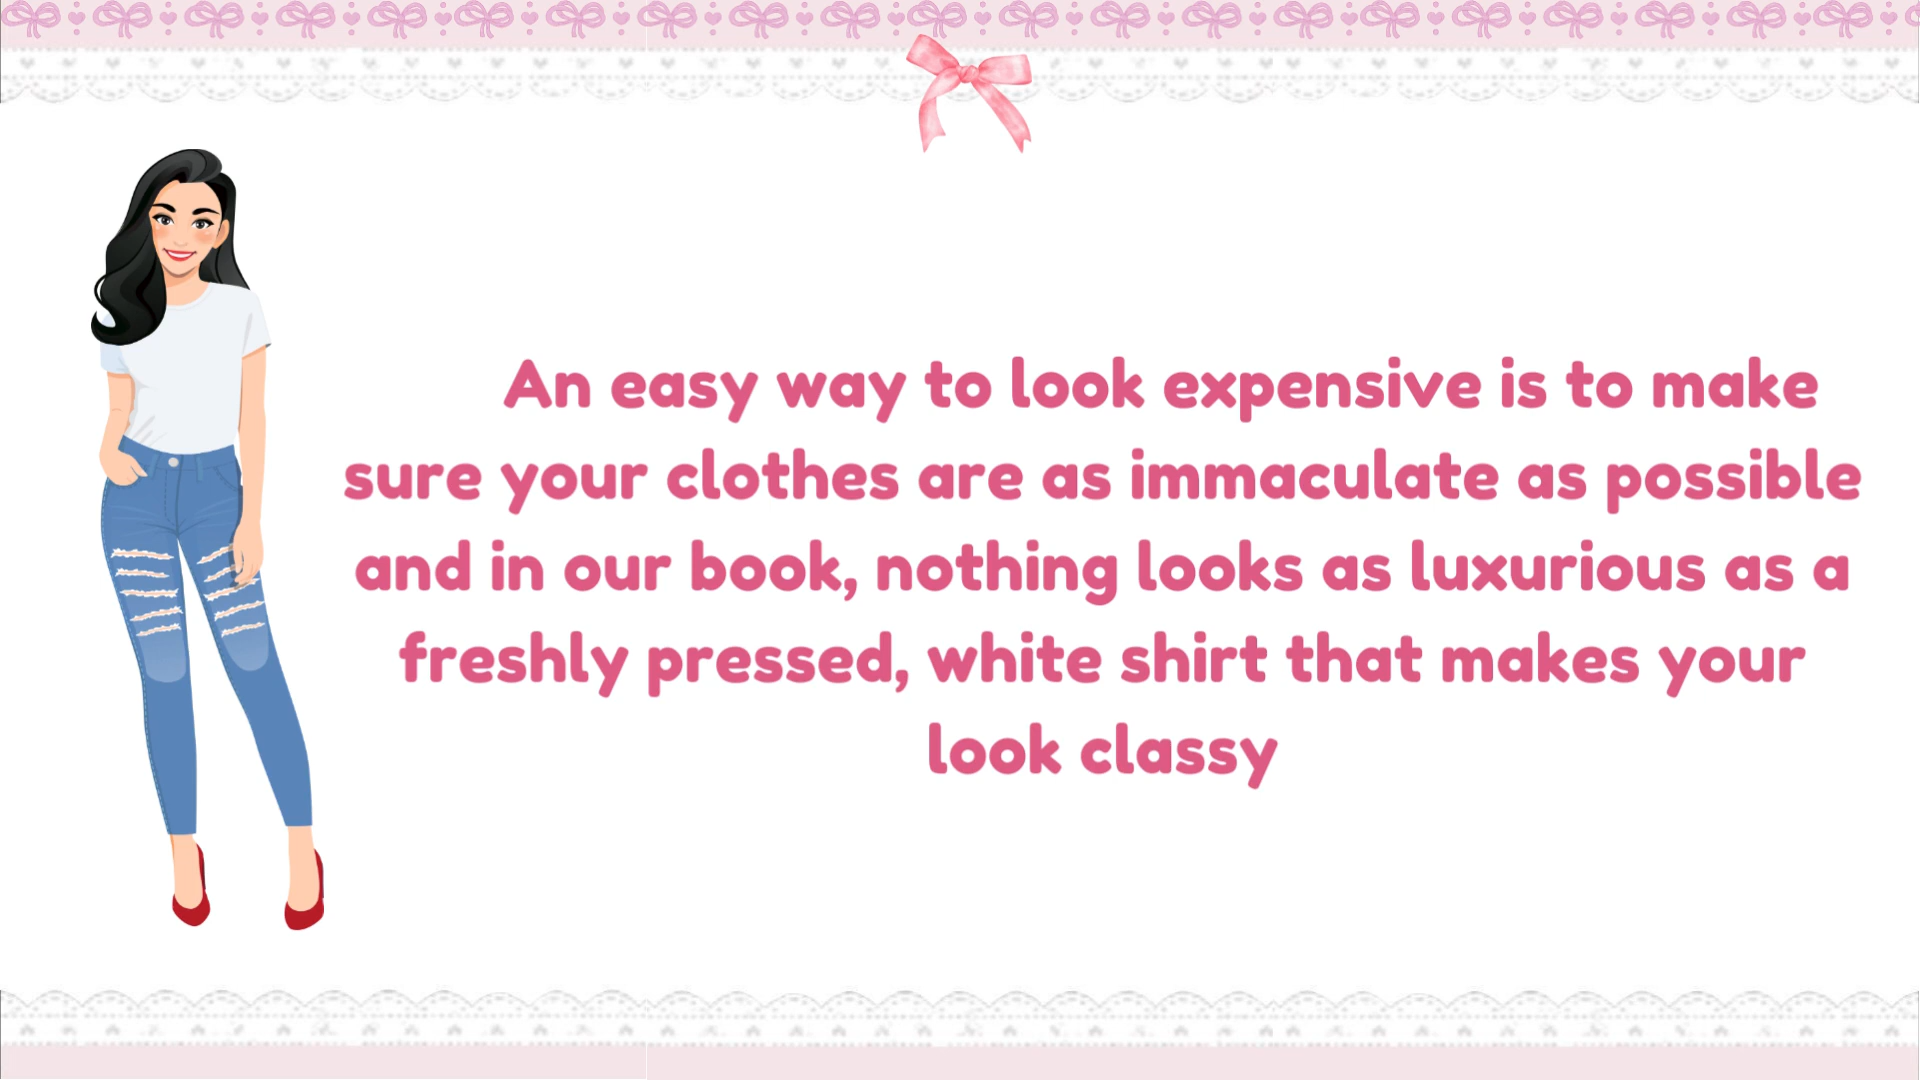 An easy way to look expensive is to make
sure your clothes are as immaculate as possible
and in our book, nothing looks as luxurious as a
freshly pressed, white shirt that makes your
look classy